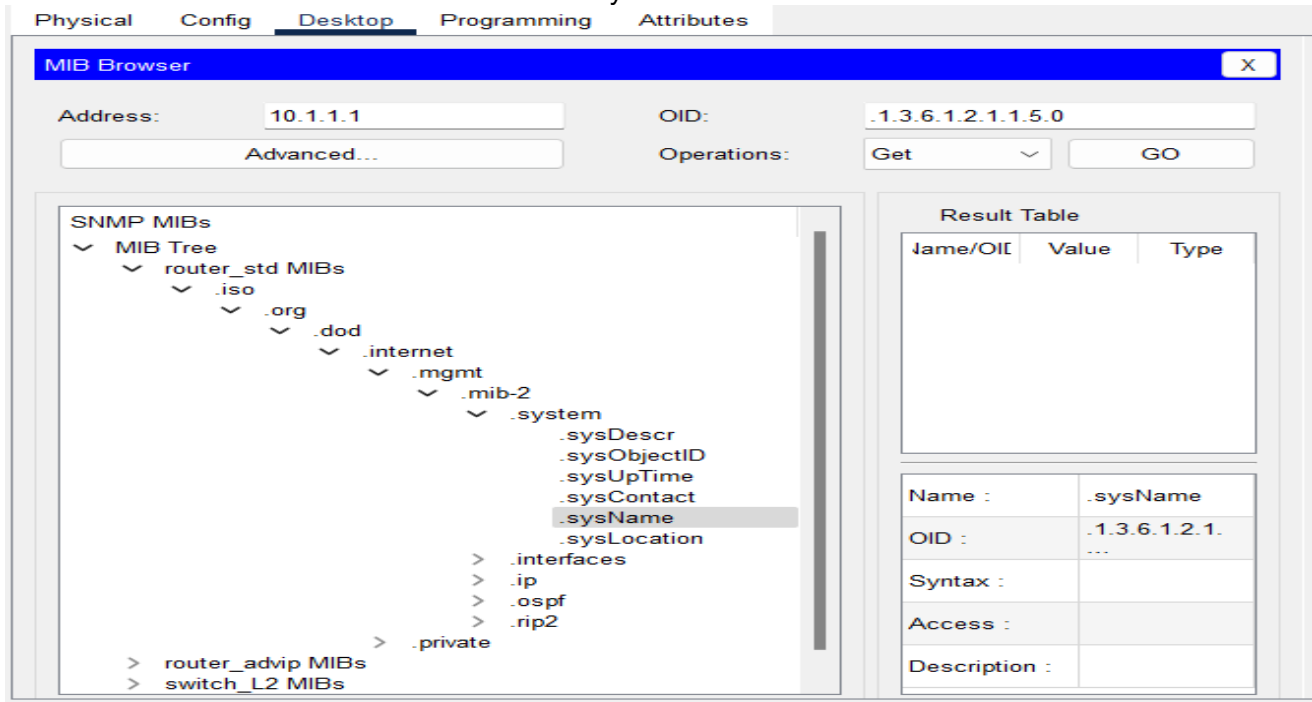 Physical Config Desktop Programming Attributes
MIB Browser X
Address: 10.1.1.1 OID: .1.3.6.1.2.1.1.5.0
Advanced... Operations: Get GO
SNMP MIBs
MIB Tree
router_std MIBs
.iso
.org
.dod
.internet
.mgmt
.mib-2
.system
.sysDescr
.sysObjectID
.sysUpTime
.sysContact
.sysName
.sysLocation
.interfaces
.ip
.ospf
.rip2
.private
router_advip MIBs
switch_L2 MIBs
Result Table
Value Type
Name : .sysName
OID : .1.3.6.1.2.1.
...
Syntax :
Access :
Description :